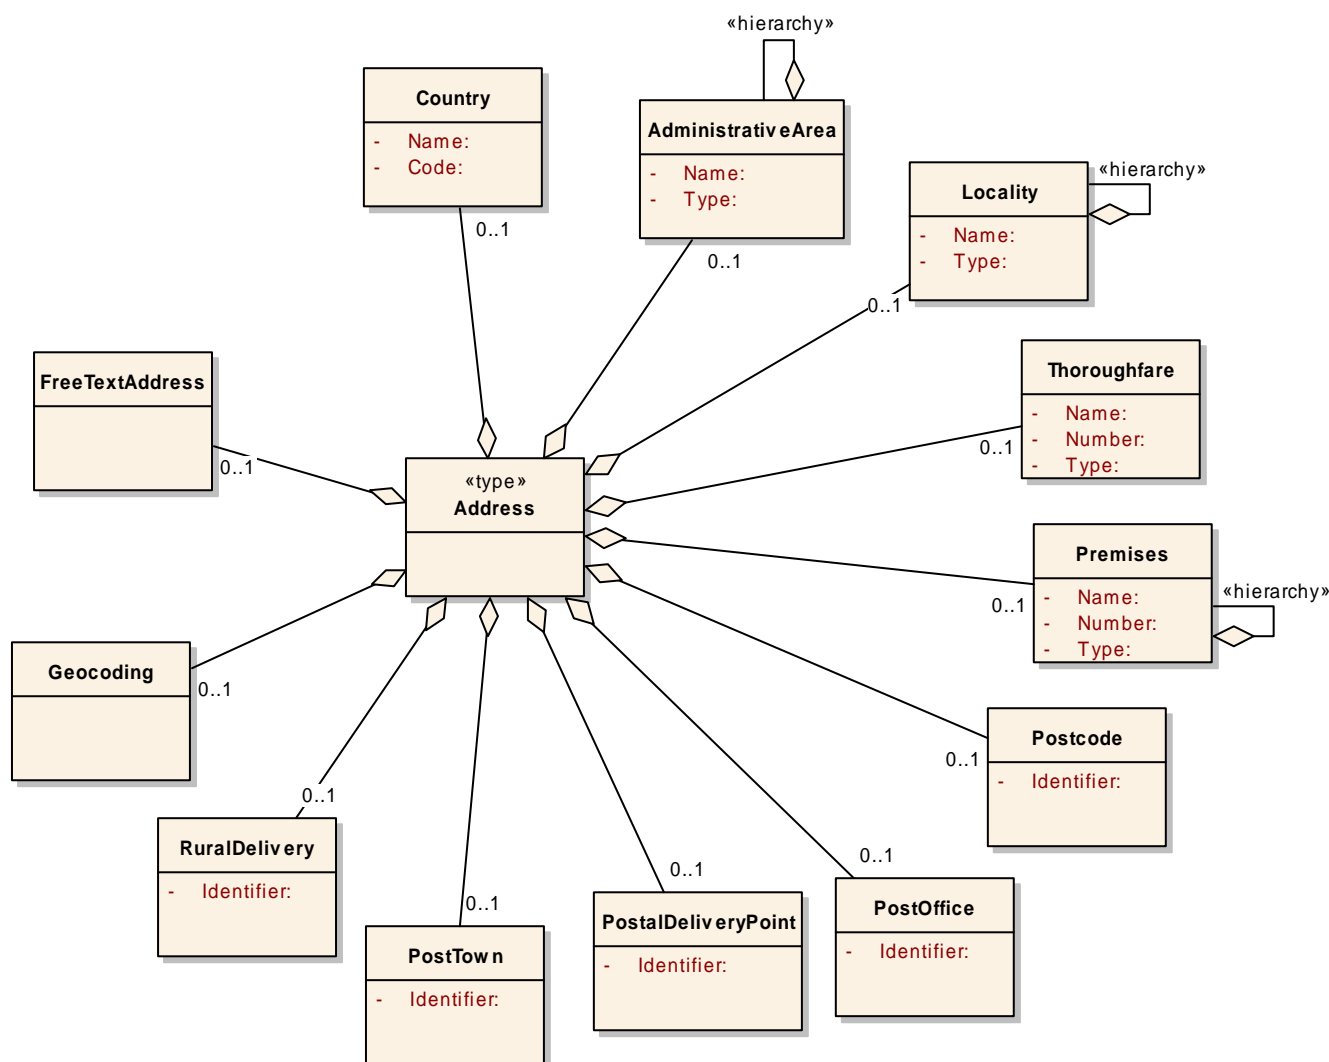 «hierarchy»
Country
- Name:
- Code:
0..1
AdministrativeArea
- Name:
- Type:
0..1
Locality
- Name:
- Type:
«hierarchy»
0..1
FreeTextAddress
0..1
Thoroughfare
- Name:
- Number:
- Type:
0..1
«type»
Address
Premises
- Name:
- Number:
- Type:
«hierarchy»
0..1
Geocoding
0..1
Postcode
- Identifier:
0..1
RuralDelivery
- Identifier:
0..1
PostTown
- Identifier:
0..1
PostalDeliveryPoint
- Identifier:
0..1
PostOffice
- Identifier:
0..1